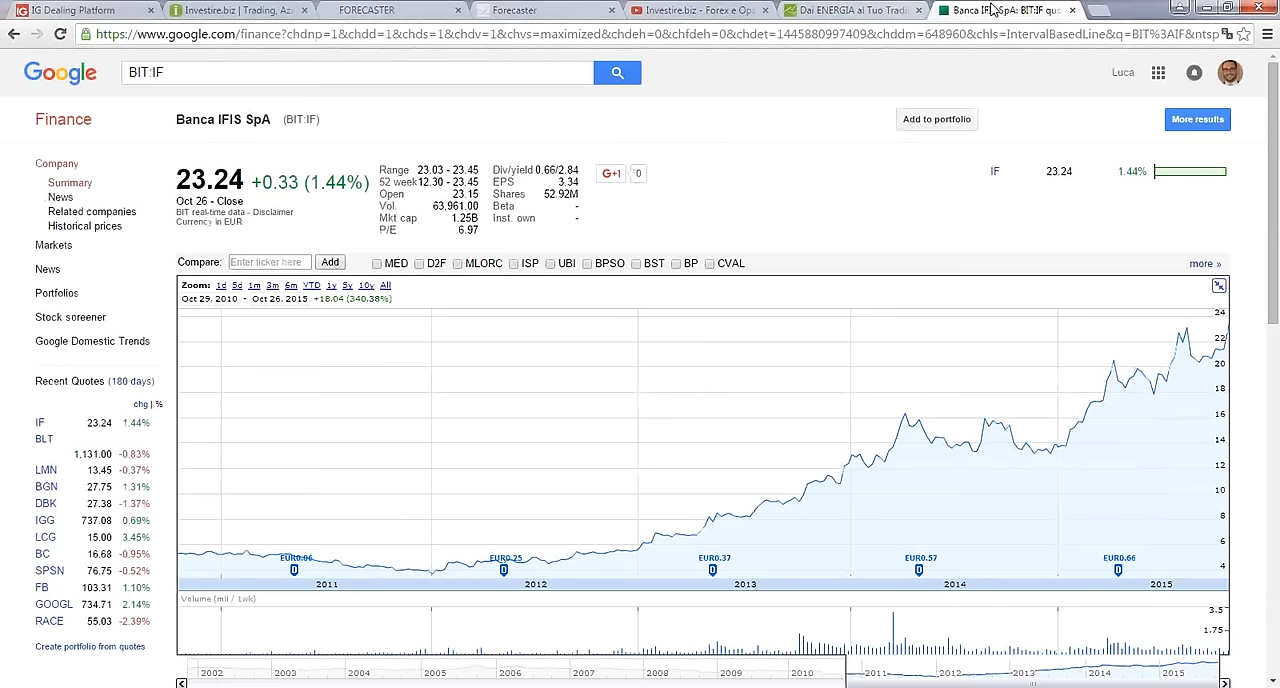 IG Dealing Platform
Investire.biz | Trading, Az
FORECASTER
Forecaster
Investire.biz - Forex e Op
Dai ENERGIA al Tuo Tradi
Banca IFIS SpA: BIT:IF quo
https://www.google.com/finance?chdnp=1&chdd=1&chds=1&chdv=1&chvs=maximized&chdeh=0&chfdeh=0&chdet=1445880997409&chddm=648960&chls=IntervalBasedLine&q=BIT%3AIF&ntsp
Google
BIT:IF
Luca
Finance
Banca IFIS SpA (BIT:IF)
Add to portfolio
More results
Company
Summary
News
Related companies
Historical prices
Markets
News
Portfolios
Stock screener
Google Domestic Trends
Recent Quotes (180 days)
chg | %
IF 23.24 1.44%
BLT
1,131.00 -0.83%
LMN 13.45 -0.37%
BGN 27.75 1.31%
DBK 27.38 -1.37%
IGG 737.08 0.69%
LCG 15.00 3.45%
BC 16.68 -0.95%
SPSN 76.75 -0.52%
FB 103.31 1.10%
GOOGL 734.71 2.14%
RACE 55.03 -2.39%
Create portfolio from quotes
23.24 +0.33 (1.44%)
Oct 26 - Close
BIT real-time data - Disclaimer
Currency in EUR
Range 23.03 - 23.45
52 week 12.30 - 23.45
Open 23.15
Vol. 63,961.00
Mkt cap 1.25B
P/E 6.97
Div/yield 0.66/2.84
EPS 3.34
Shares 52.92M
Beta -
Inst. own -
G+1 0
IF 23.24 1.44%
Compare: Enter ticker here Add MED D2F MLORC ISP UBI BPSO BST BP CVAL more »
Zoom: 1d 5d 1m 3m 6m YTD 1y 5y 10y All
Oct 29, 2010 - Oct 26, 2015 +18.04 (340.38%)
24
22
20
18
16
14
12
10
8
6
4
EUR0.06 EUR0.25 EUR0.37 EUR0.57 EUR0.66
D D D D D
2011 2012 2013 2014 2015
Volume (mil / 1wk)
3.5
1.75
2002 2003 2004 2005 2006 2007 2008 2009 2010 2011 2012 2013 2014 2015